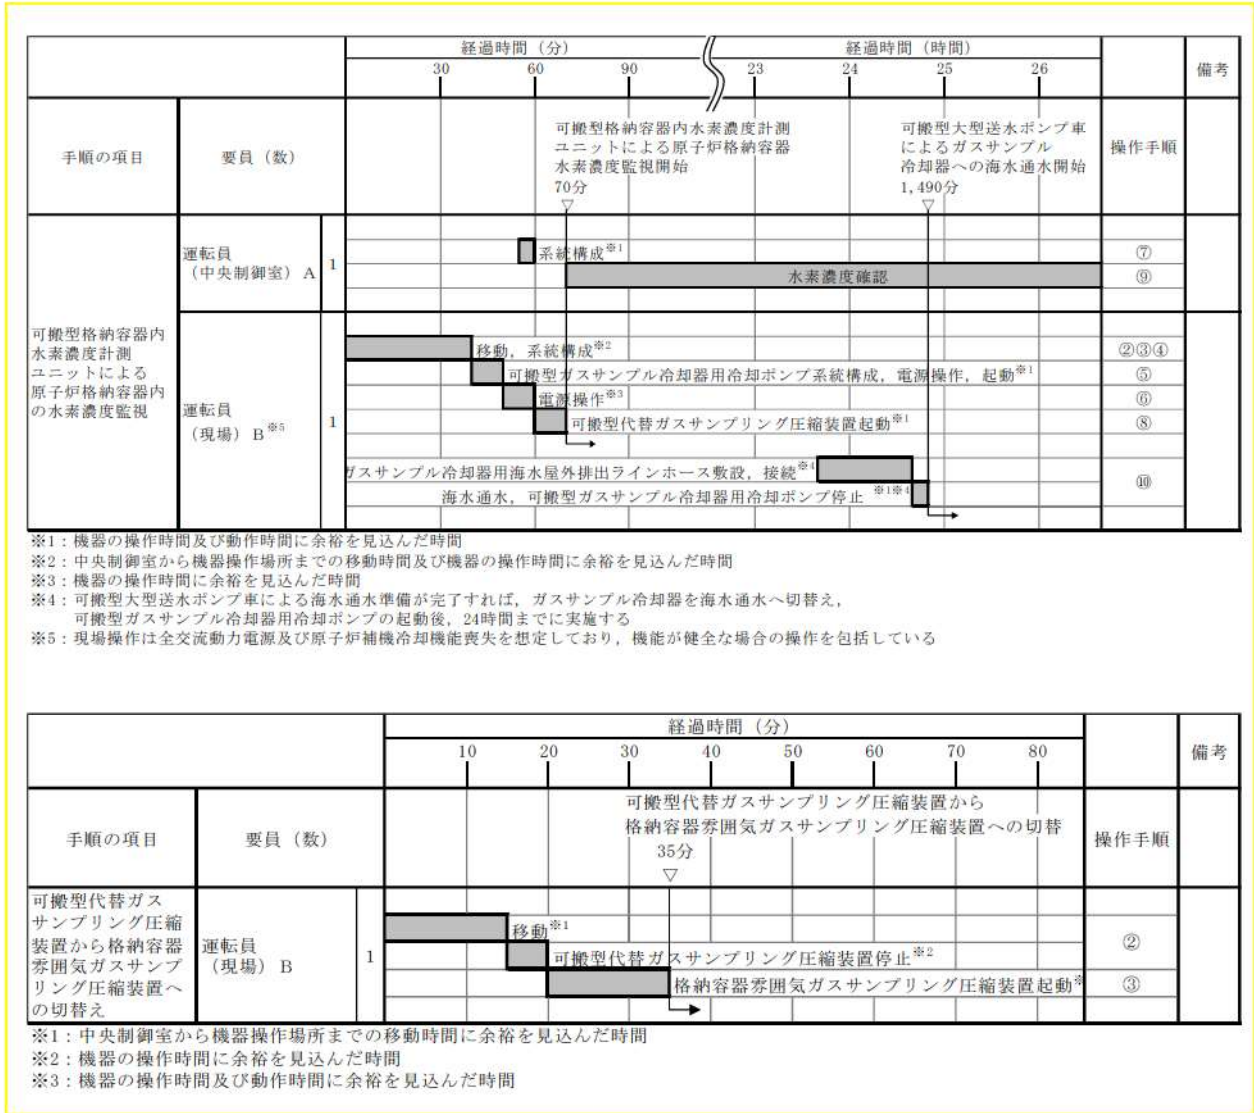 経過時間（分）
経過時間（時間）
30
60
90
23
24
25
26
備考
手順の項目
要員（数）
可搬型格納容器内水素濃度計測
ユニットによる原子炉格納容器
水素濃度監視開始
70分
▽
可搬型大型送水ポンプ車
によるガスサンプル
冷却器への海水通水開始
1,490分
▽
操作手順
可搬型格納容器内
水素濃度計測
ユニットによる
原子炉格納容器内
の水素濃度監視
運転員
（中央制御室）A
1
系統構成※1
⑦
水素濃度確認
⑨
運転員
（現場）B※5
1
移動，系統構成※2
②③④
可搬型ガスサンプル冷却器用冷却ポンプ系統構成，電源操作，起動※1
⑤
電源操作※3
⑥
可搬型代替ガスサンプリング圧縮装置起動※1
⑧
ガスサンプル冷却器用海水屋外排出ラインホース敷設，接続※4
海水通水，可搬型ガスサンプル冷却器用冷却ポンプ停止 ※1※4
⑩
※1：機器の操作時間及び動作時間に余裕を見込んだ時間
※2：中央制御室から機器操作場所までの移動時間及び機器の操作時間に余裕を見込んだ時間
※3：機器の操作時間に余裕を見込んだ時間
※4：可搬型大型送水ポンプ車による海水通水準備が完了すれば，ガスサンプル冷却器を海水通水へ切替え，
可搬型ガスサンプル冷却器用冷却ポンプの起動後，24時間までに実施する
※5：現場操作は全交流動力電源及び原子炉補機冷却機能喪失を想定しており，機能が健全な場合の操作を包括している
経過時間（分）
10
20
30
40
50
60
70
80
備考
手順の項目
要員（数）
可搬型代替ガスサンプリング圧縮装置から
格納容器雰囲気ガスサンプリング圧縮装置への切替
35分
▽
操作手順
可搬型代替ガス
サンプリング圧縮
装置から格納容器
雰囲気ガスサンプ
リング圧縮装置へ
の切替え
運転員
（現場）B
1
移動※1
可搬型代替ガスサンプリング圧縮装置停止※2
②
格納容器雰囲気ガスサンプリング圧縮装置起動※
③
※1：中央制御室から機器操作場所までの移動時間に余裕を見込んだ時間
※2：機器の操作時間に余裕を見込んだ時間
※3：機器の操作時間及び動作時間に余裕を見込んだ時間